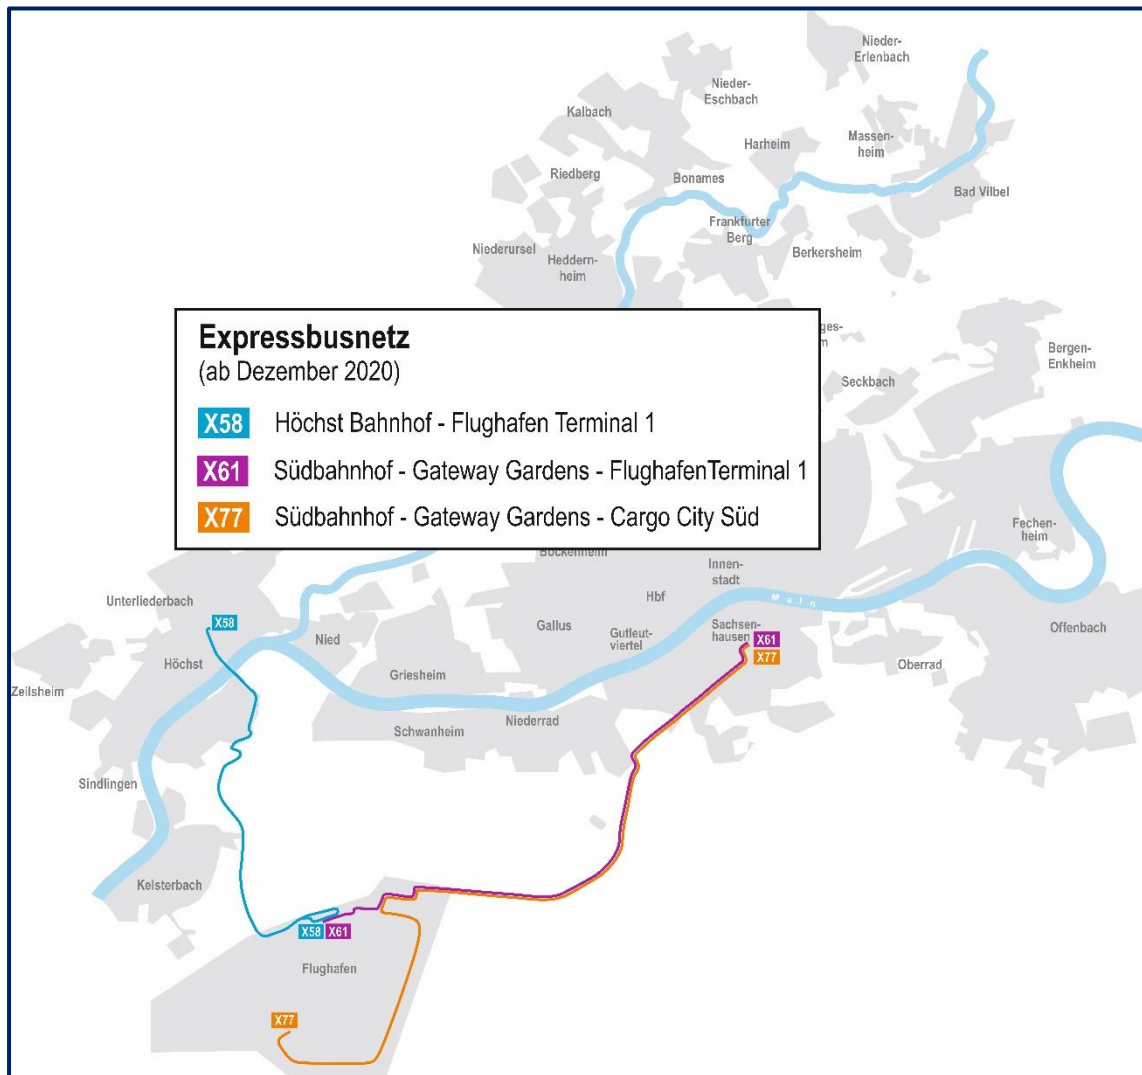 Nieder-
Erlenbach
Nieder-
Eschbach
Kalbach
Massen-
heim
Harheim
Riedberg
Bonames
Bad Vilbel
Frankfurter
Berg
Niederursel
Heddern-
heim
Berkersheim
Expressbusnetz
(ab Dezember 2020)
X58 Höchst Bahnhof - Flughafen Terminal 1
X61 Südbahnhof - Gateway Gardens - FlughafenTerminal 1
X77 Südbahnhof - Gateway Gardens - Cargo City Süd
Bergen-
Enkheim
Seckbach
Fechen-
heim
Bockenheim
Innen-
stadt
Unterliederbach
Hbf
Main
X58
Nied
Gallus
Gutleut-
viertel
Sachsen-
hausen
X61
X77
Offenbach
Höchst
Oberrad
Zeilsheim
Griesheim
Niederrad
Schwanheim
Sindlingen
Kelsterbach
X58 X61
Flughafen
X77